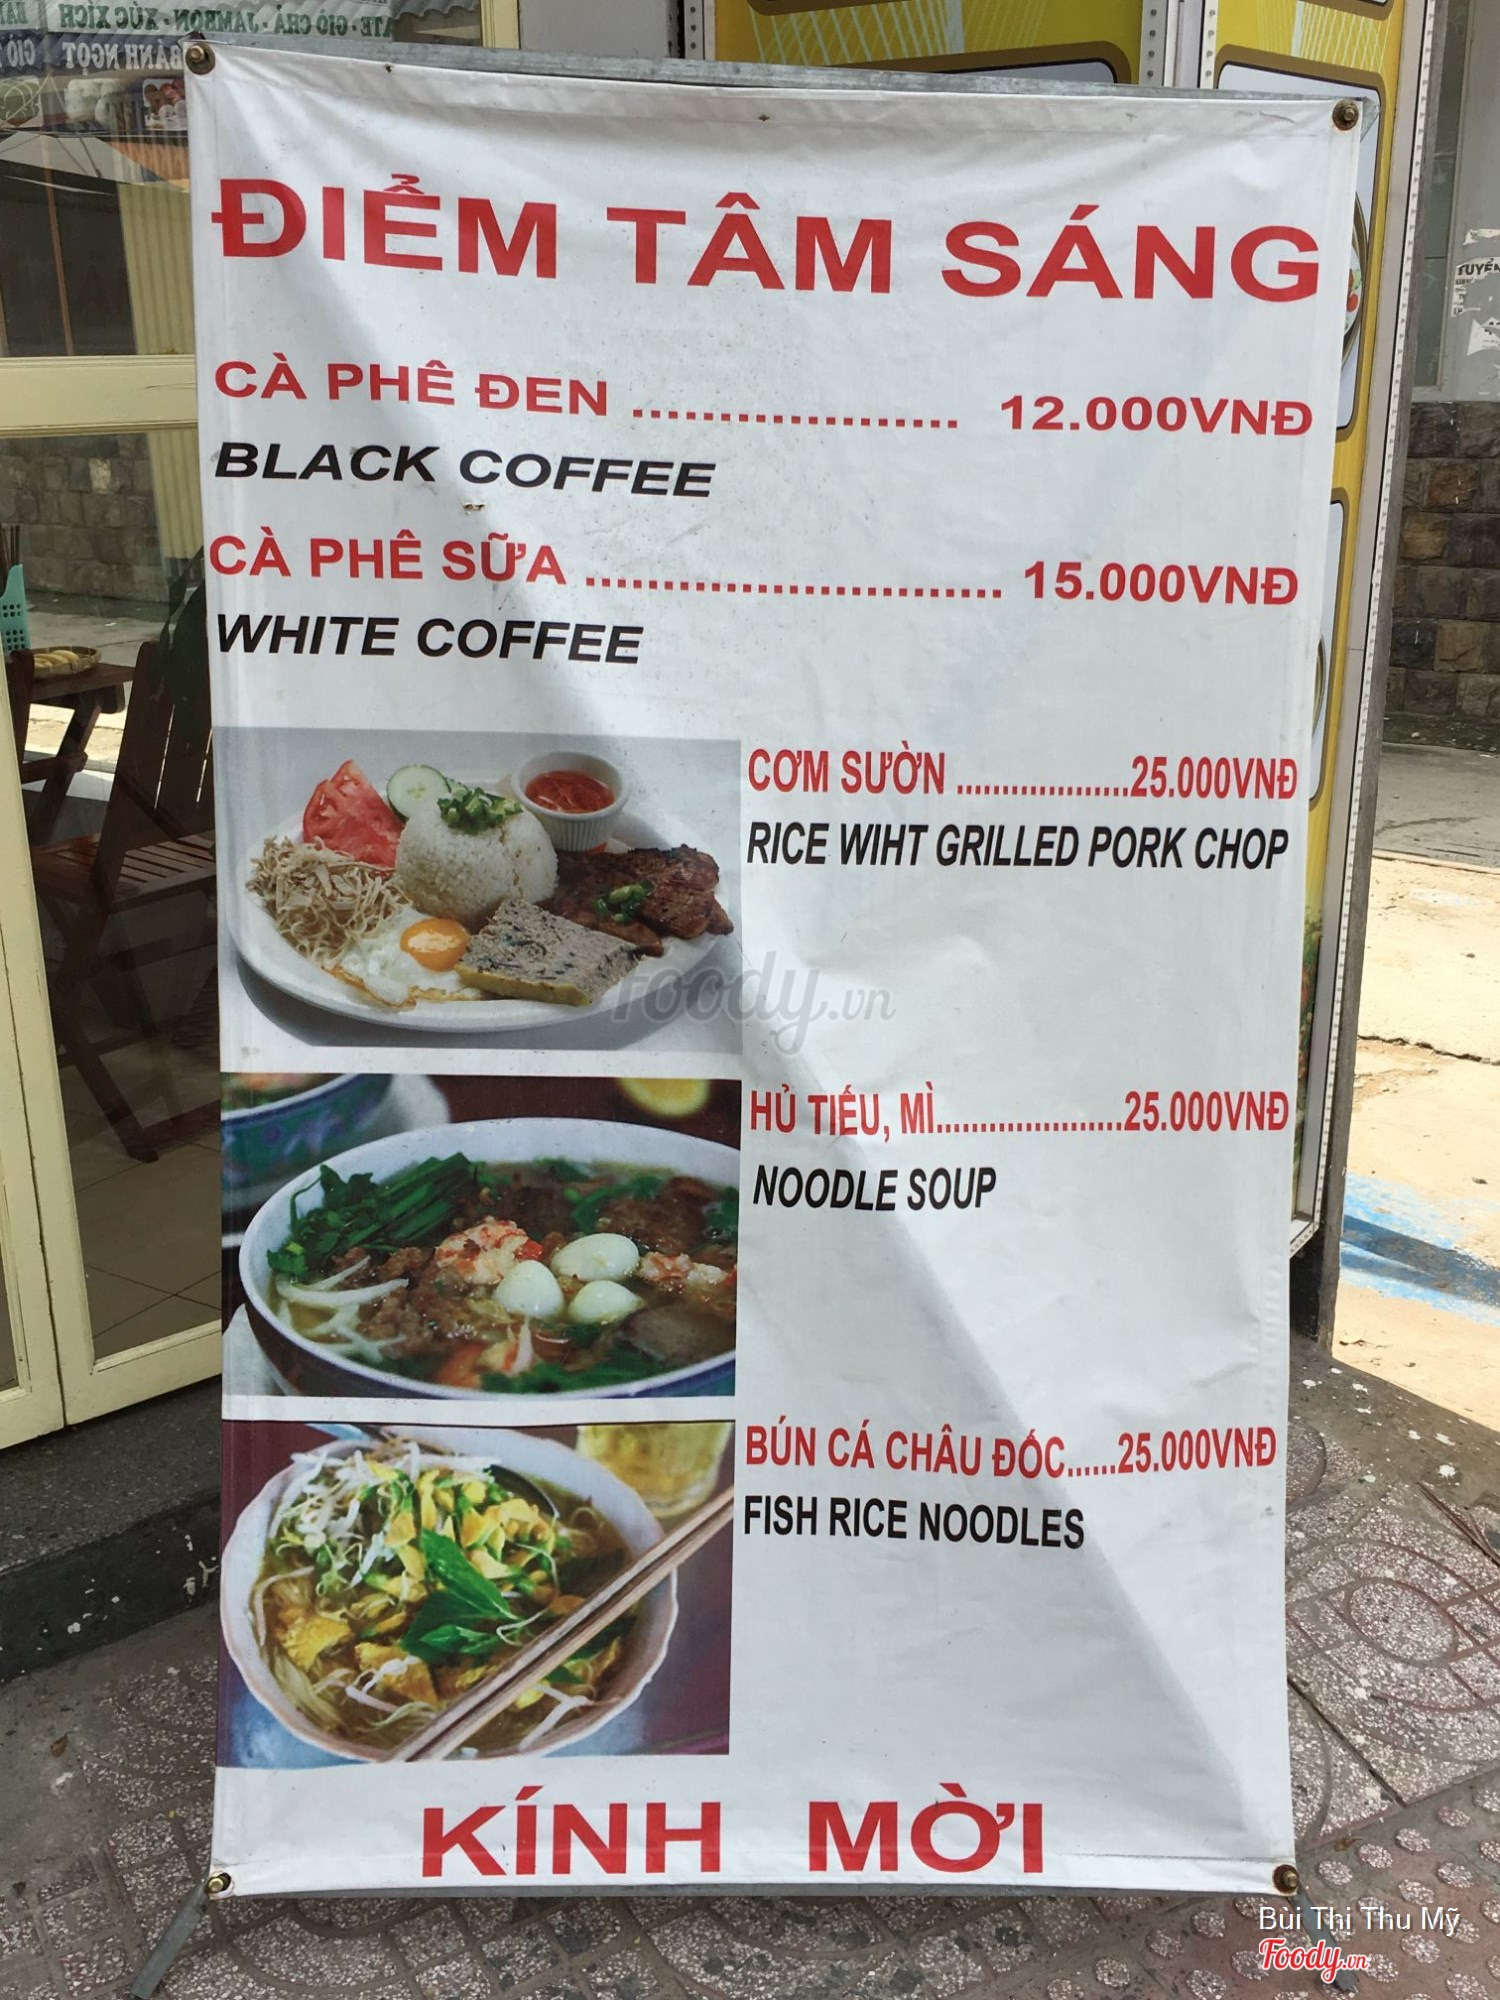 ĐIỂM TÂM SÁNG
CÀ PHÊ ĐEN .................... 12.000VNĐ
BLACK COFFEE
CÀ PHÊ SỮA ........................... 15.000VNĐ
WHITE COFFEE
CƠM SƯỜN ...................25.000VNĐ
RICE WIHT GRILLED PORK CHOP
foody.vn
HỦ TIẾU, MÌ.....................25.000VNĐ
NOODLE SOUP
BÚN CÁ CHÂU ĐỐC......25.000VNĐ
FISH RICE NOODLES
KÍNH MỜI
Bùi Thị Thu Mỹ
Foody.vn